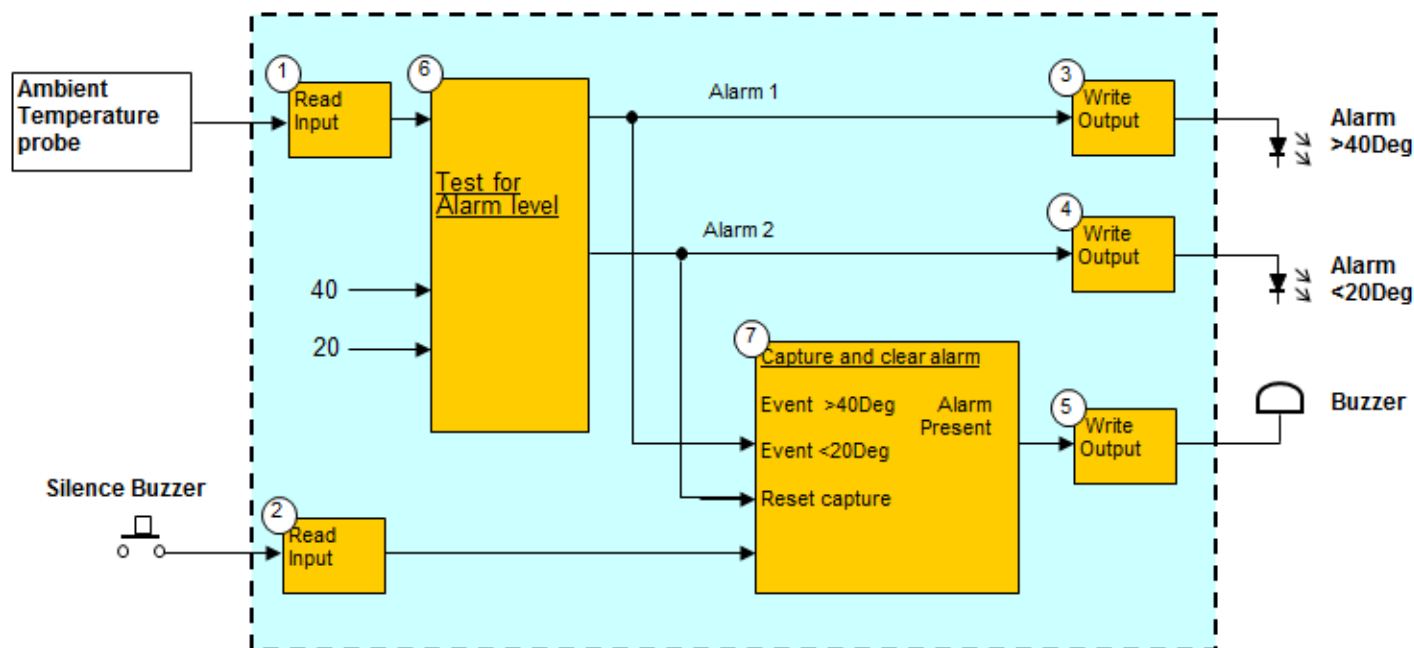 Ambient
Temperature
probe
1
Read
Input
6
Test for
Alarm level
40
20
Alarm 1
Alarm 2
3
Write
Output
Alarm
>40Deg
4
Write
Output
Alarm
<20Deg
7
Capture and clear alarm
Event >40Deg
Event <20Deg
Reset capture
Alarm
Present
5
Write
Output
Buzzer
Silence Buzzer
2
Read
Input